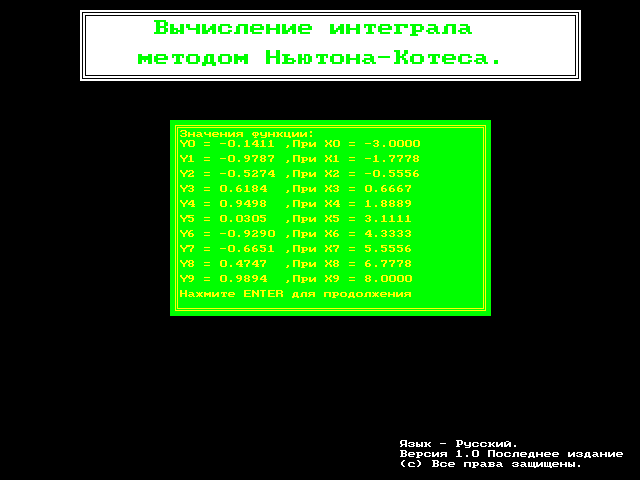 Вычисление интеграла
методом Ньютона-Котеса.
Значения функции:
Y0 = -0.1411 ,При X0 = -3.0000
Y1 = -0.9787 ,При X1 = -1.7778
Y2 = -0.5274 ,При X2 = -0.5556
Y3 = 0.6184 ,При X3 = 0.6667
Y4 = 0.9498 ,При X4 = 1.8889
Y5 = 0.0305 ,При X5 = 3.1111
Y6 = -0.9290 ,При X6 = 4.3333
Y7 = -0.6651 ,При X7 = 5.5556
Y8 = 0.4747 ,При X8 = 6.7778
Y9 = 0.9894 ,При X9 = 8.0000
Нажмите ENTER для продолжения
Язык - Русский.
Версия 1.0 Последнее издание
(c) Все права защищены.